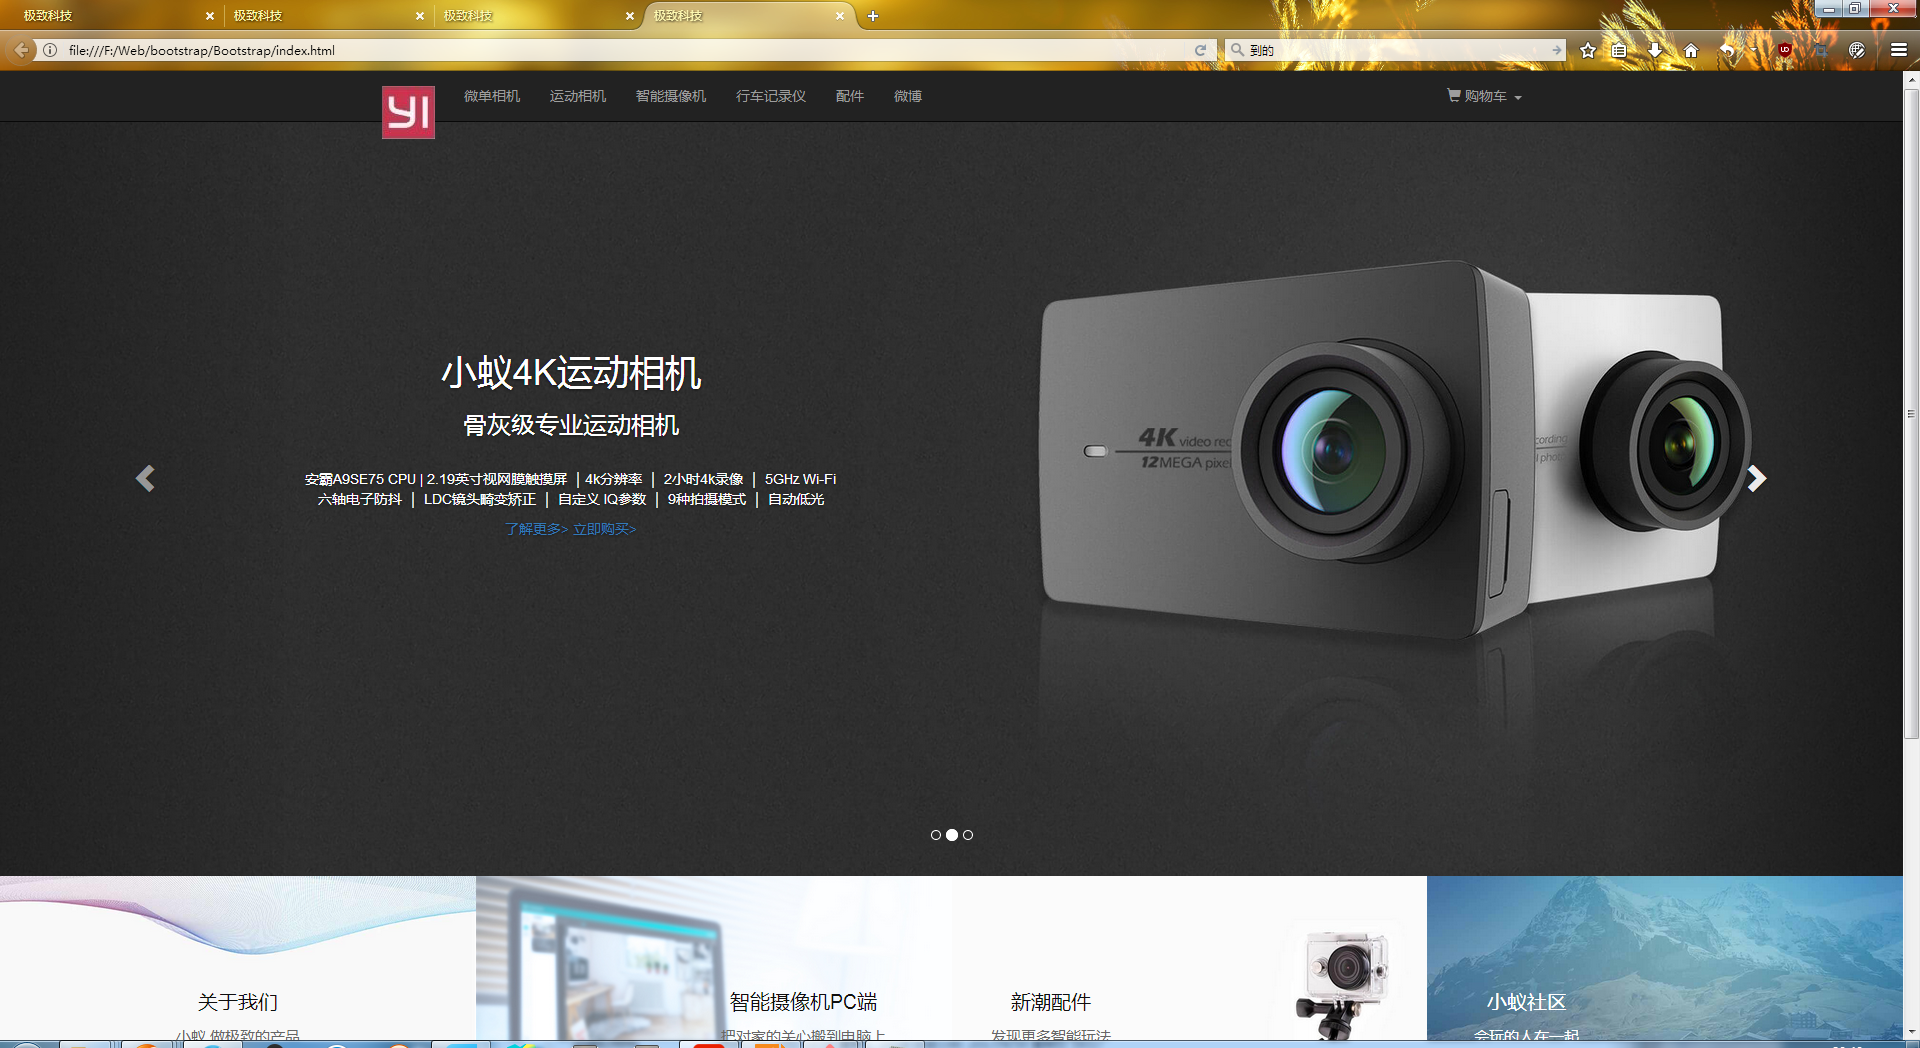 极致科技
极致科技
极致科技
极致科技
file:///F:/Web/bootstrap/Bootstrap/index.html
到的
YI
微单相机 运动相机 智能摄像机 行车记录仪 配件 微博
购物车
小蚁4K运动相机
骨灰级专业运动相机
安霸A9SE75 CPU | 2.19英寸视网膜触摸屏 | 4k分辨率 | 2小时4k录像 | 5GHz Wi-Fi
六轴电子防抖 | LDC镜头畸变矫正 | 自定义 IQ参数 | 9种拍摄模式 | 自动低光
了解更多> 立即购买>
4K video rec
12MEGA pixel
cording
l photo
关于我们
小蚁 做极致的产品
智能摄像机PC端
把对家的关心搬到电脑上
新潮配件
发现更多智能玩法
小蚁社区
会玩的人在一起